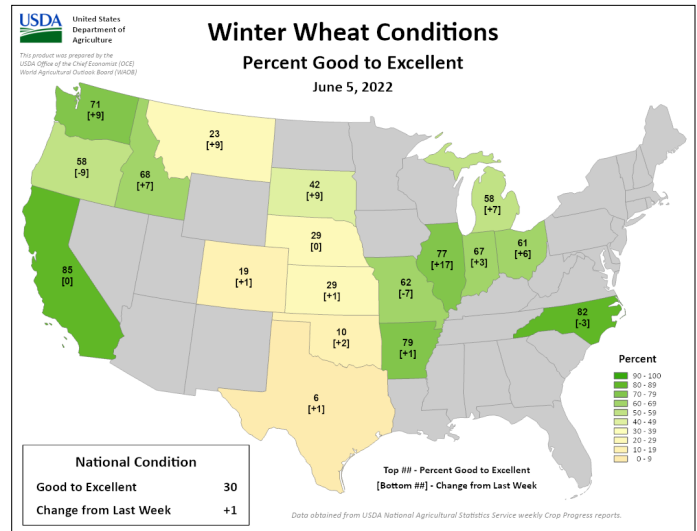 USDA
United States
Department of
Agriculture
This product was prepared by the
USDA Office of the Chief Economist (OCE)
World Agricultural Outlook Board (WAOB)
Winter Wheat Conditions
Percent Good to Excellent
June 5, 2022
71
[+9]
23
[+9]
58
[-9]
68
[+7]
42
[+9]
58
[+7]
29
[0]
77
[+17]
67
[+3]
61
[+6]
85
[0]
19
[+1]
29
[+1]
62
[-7]
10
[+2]
79
[+1]
82
[-3]
6
[+1]
Percent
90 - 100
80 - 89
70 - 79
60 - 69
50 - 59
40 - 49
30 - 39
20 - 29
10 - 19
0 - 9
National Condition
Good to Excellent 30
Change from Last Week +1
Top ## - Percent Good to Excellent
[Bottom ##] - Change from Last Week
Data obtained from USDA National Agricultural Statistics Service weekly Crop Progress reports.